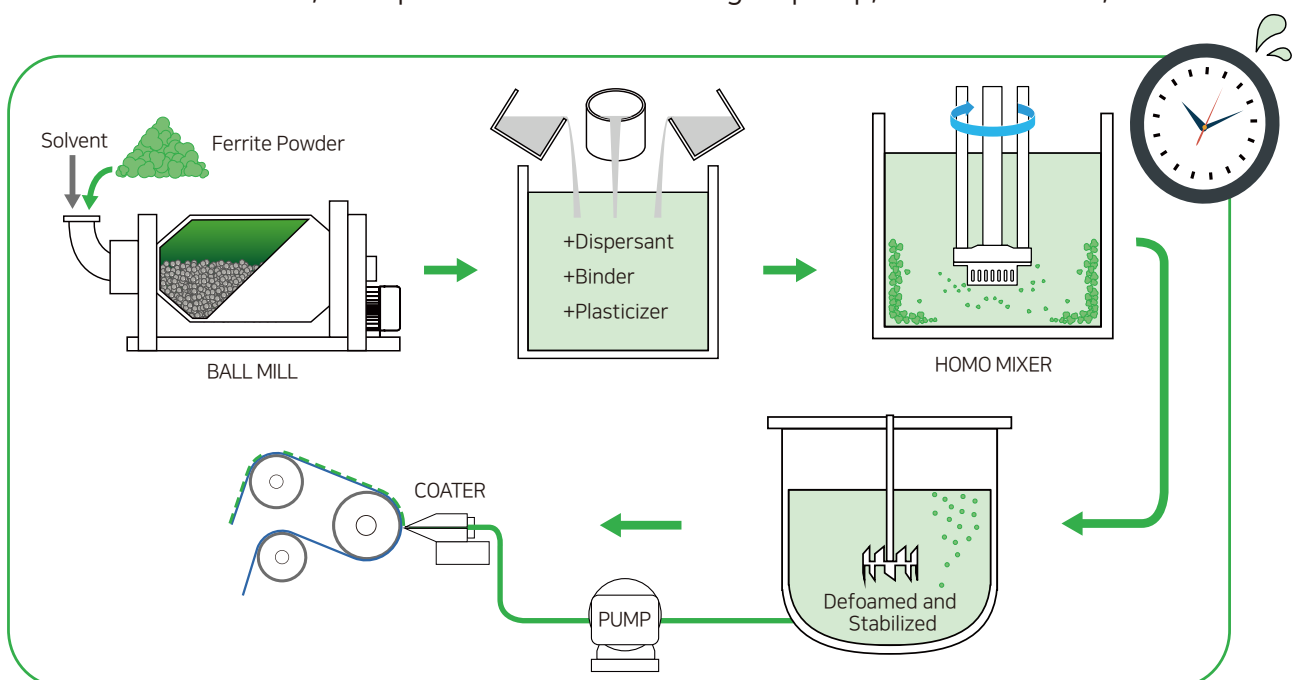 Solvent
Ferrite Powder
BALL MILL
+Dispersant
+Binder
+Plasticizer
HOMO MIXER
COATER
PUMP
Defoamed and
Stabilized